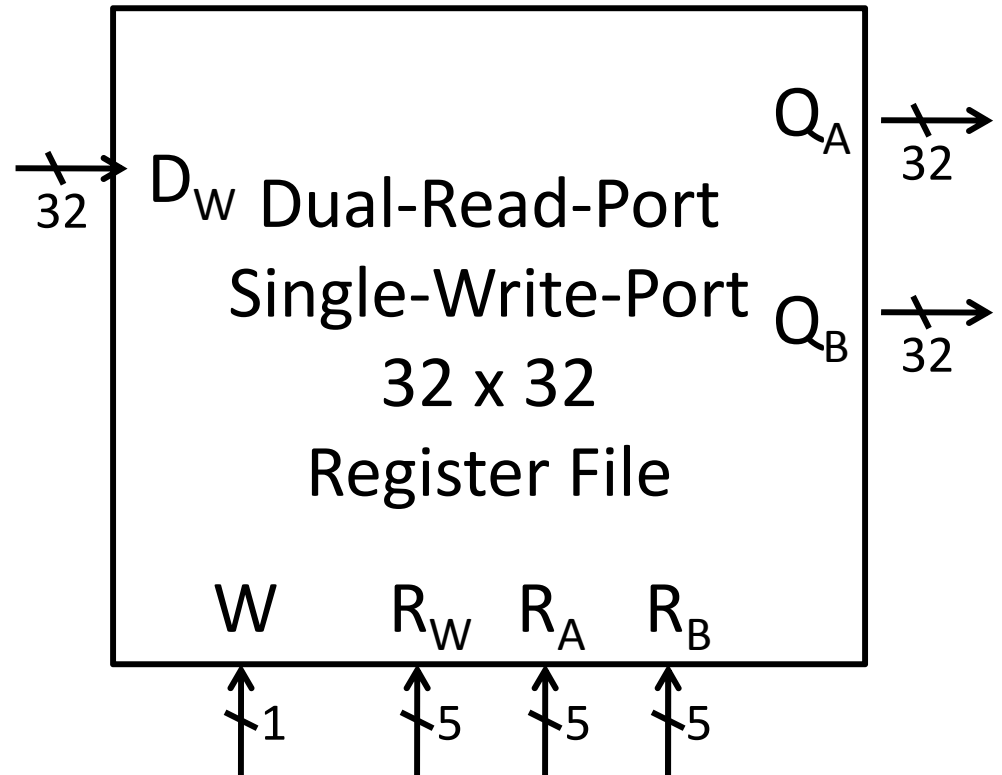 Q_A
32
32
D_W
Dual-Read-Port
Single-Write-Port
Q_B
32
32 x 32
Register File
W R_W R_A R_B
1 5 5 5